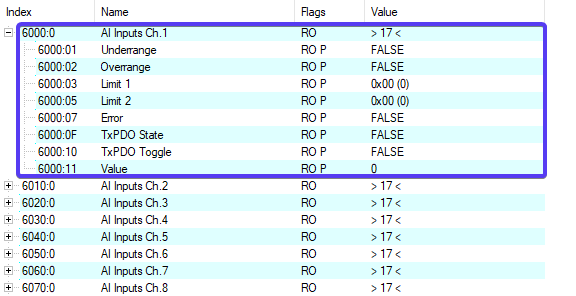 Index Name Flags Value
6000:0 AI Inputs Ch.1 RO > 17 <
6000:01 Underrange RO P FALSE
6000:02 Overrange RO P FALSE
6000:03 Limit 1 RO P 0x00 (0)
6000:05 Limit 2 RO P 0x00 (0)
6000:07 Error RO P FALSE
6000:0F TxPDO State RO P FALSE
6000:10 TxPDO Toggle RO P FALSE
6000:11 Value RO P 0
6010:0 AI Inputs Ch.2 RO > 17 <
6020:0 AI Inputs Ch.3 RO > 17 <
6030:0 AI Inputs Ch.4 RO > 17 <
6040:0 AI Inputs Ch.5 RO > 17 <
6050:0 AI Inputs Ch.6 RO > 17 <
6060:0 AI Inputs Ch.7 RO > 17 <
6070:0 AI Inputs Ch.8 RO > 17 <